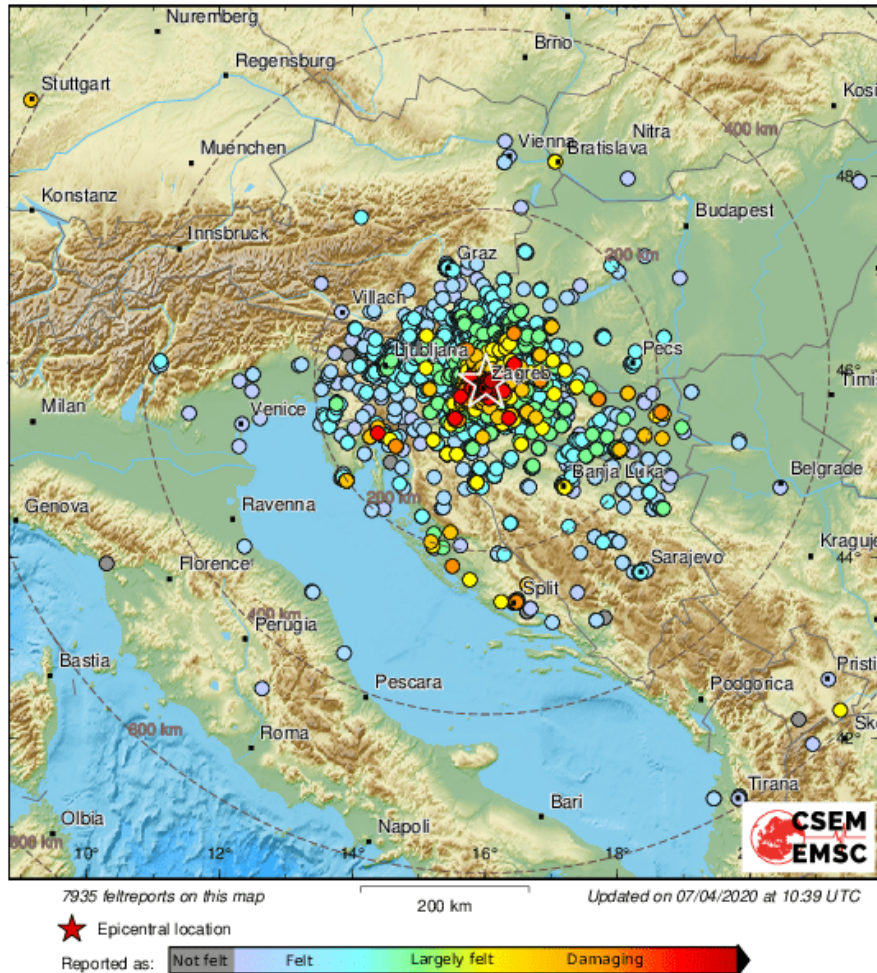 Nuremberg
Brno
Regensburg
Stuttgart
Kosi
Nitra
400 km
Vienna
Bratislava
Muenchen
48°
Konstanz
Budapest
Innsbruck
200 km
Graz
Villach
Ljubljana
Pecs
46°
Zagreb
Timis
Milan
Venice
Banja Luka
Belgrade
200 km
Genova
Ravenna
Kraguje
44°
Sarajevo
Florence
Split
400 km
Perugia
Bastia
Pristi
Pescara
Podgorica
600 km
Sk
42°
Roma
Tirana
Bari
Olbia
Napoli
CSEM
EMSC
800 km
10°
12°
14°
16°
18°
7935 feltreports on this map
200 km
Updated on 07/04/2020 at 10:39 UTC
Epicentral location
Reported as:
Not felt
Felt
Largely felt
Damaging